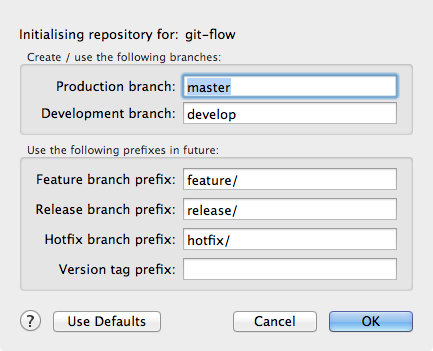 Initialising repository for: git-flow
Create / use the following branches:
Production branch: master
Development branch: develop
Use the following prefixes in future:
Feature branch prefix: feature/
Release branch prefix: release/
Hotfix branch prefix: hotfix/
Version tag prefix:
? Use Defaults Cancel OK